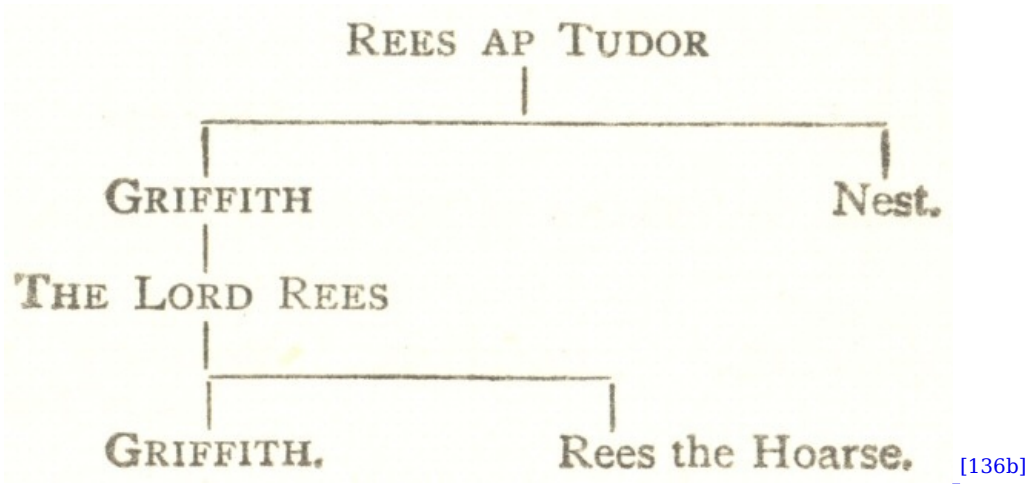 REES AP TUDOR
GRIFFITH Nest.
THE LORD REES
GRIFFITH. Rees the Hoarse. [136b]